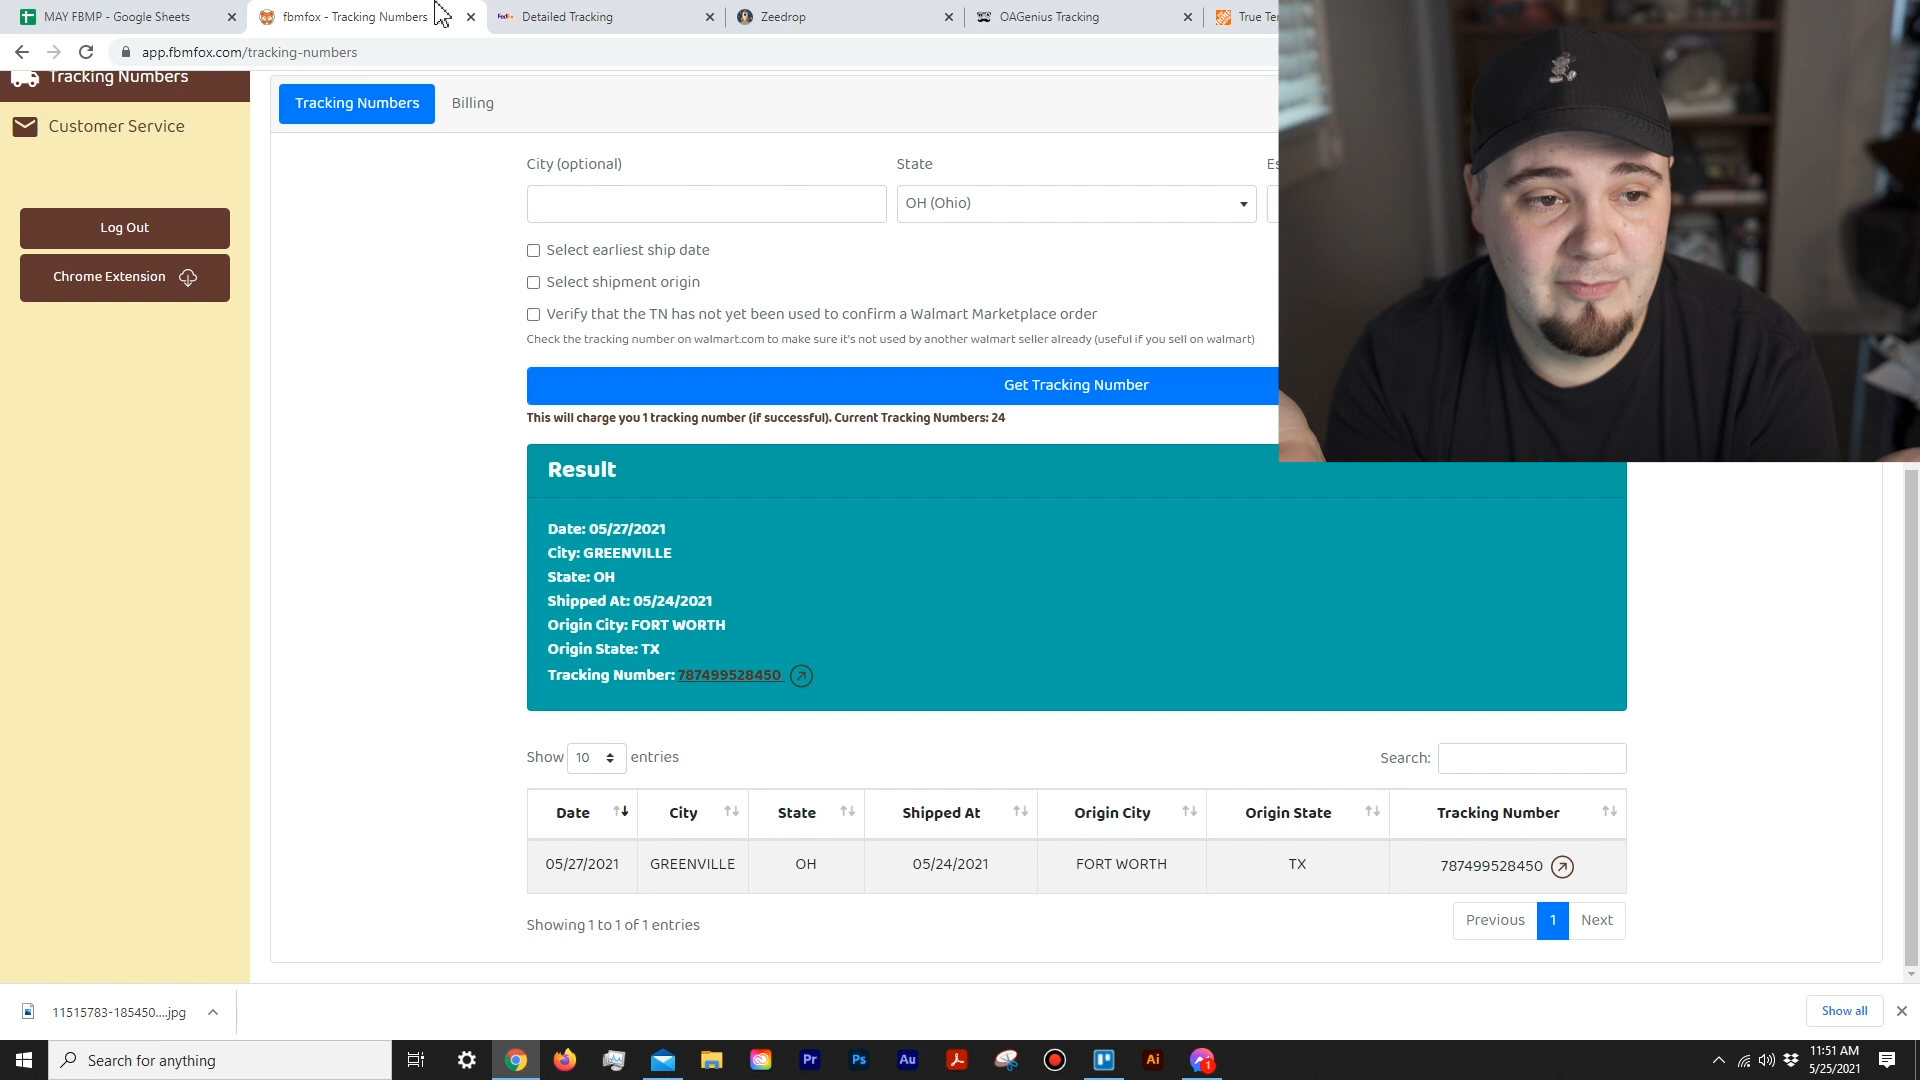 MAY FBMP - Google Sheets
fbmfox - Tracking Numbers
FedEx Detailed Tracking
Zeedrop
OAGenius Tracking
True Te
app.fbmfox.com/tracking-numbers
Tracking Numbers
Customer Service
Log Out
Chrome Extension
Tracking Numbers
Billing
City (optional)
State
Es
OH (Ohio)
Select earliest ship date
Select shipment origin
Verify that the TN has not yet been used to confirm a Walmart Marketplace order
Check the tracking number on walmart.com to make sure it's not used by another walmart seller already (useful if you sell on walmart)
Get Tracking Number
This will charge you 1 tracking number (if successful). Current Tracking Numbers: 24
Result
Date: 05/27/2021
City: GREENVILLE
State: OH
Shipped At: 05/24/2021
Origin City: FORT WORTH
Origin State: TX
Tracking Number: 787499528450
Show 10 entries
Search:
Date City State Shipped At Origin City Origin State Tracking Number
05/27/2021 GREENVILLE OH 05/24/2021 FORT WORTH TX 787499528450
Showing 1 to 1 of 1 entries
Previous 1 Next
11515783-185450....jpg
Show all
Search for anything
Pr
Ps
Au
Ai
1
11:51 AM
5/25/2021